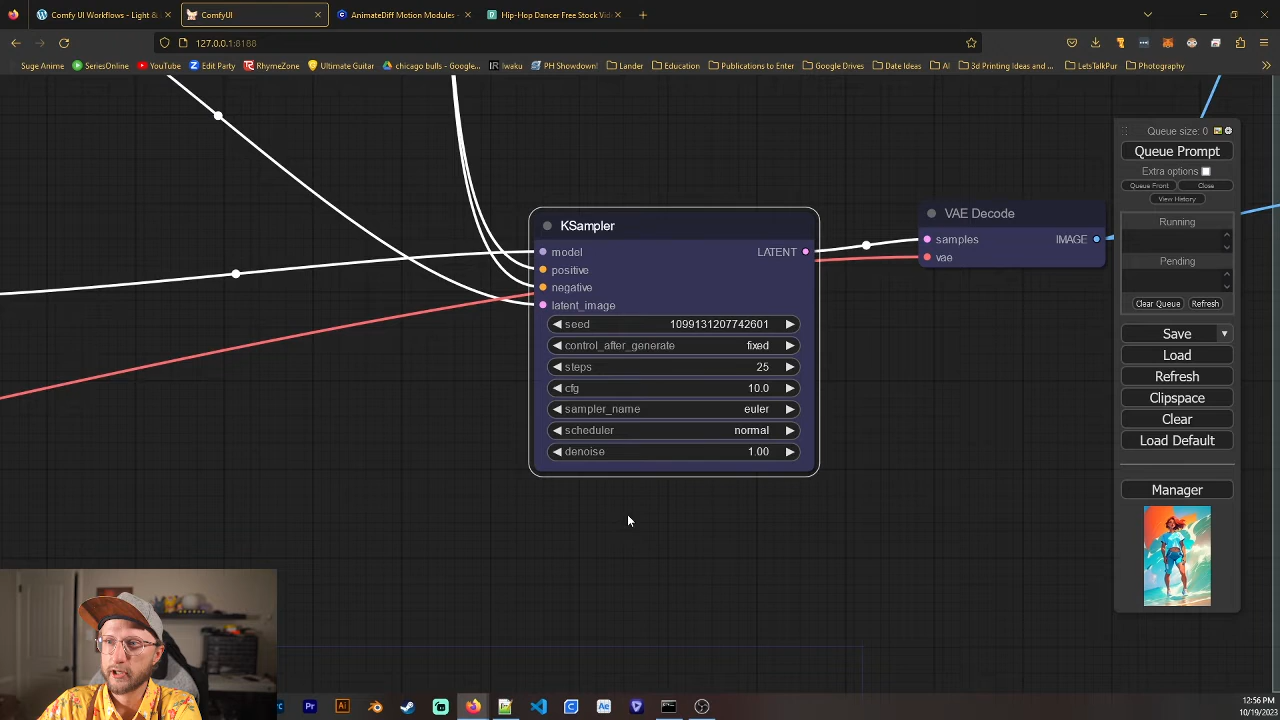 Comfy UI Workflows - Light &
ComfyUI
AnimateDiff Motion Modules -
Hip-Hop Dancer Free Stock Vid
127.0.0.1:8188
Suge Anime
SeriesOnline
YouTube
Edit Party
RhymeZone
Ultimate Guitar
chicago bulls - Google...
Iwaku
PH Showdown!
Lander
Education
Publications to Enter
Google Drives
Date Ideas
AI
3d Printing Ideas and ...
LetsTalkPur
Photography
Queue size: 0
Queue Prompt
Extra options
Queue Front
Close
View History
Running
Pending
Clear Queue
Refresh
Save
Load
Refresh
Clipspace
Clear
Load Default
Manager
KSampler
model
LATENT
positive
negative
latent_image
seed 1099131207742601
control_after_generate fixed
steps 25
cfg 10.0
sampler_name euler
scheduler normal
denoise 1.00
VAE Decode
samples
IMAGE
vae
Pr
Ai
Ae
12:56 PM
10/19/2023